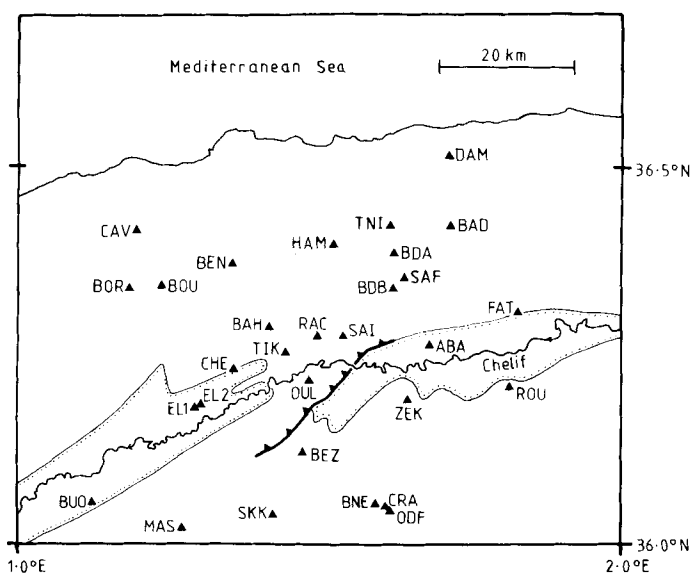 20 km
Mediterranean Sea
DAM
36.5°N
CAV
TNI
BAD
HAM
BDA
BEN
SAF
BOR
BOU
BDB
FAT
BAH
RAC
SAI
TIK
ABA
CHE
Chelif
OUL
EL1
EL2
ZEK
ROU
BEZ
BUO
SKK
BNE
CRA
ODF
MAS
36.0°N
1.0°E
2.0°E